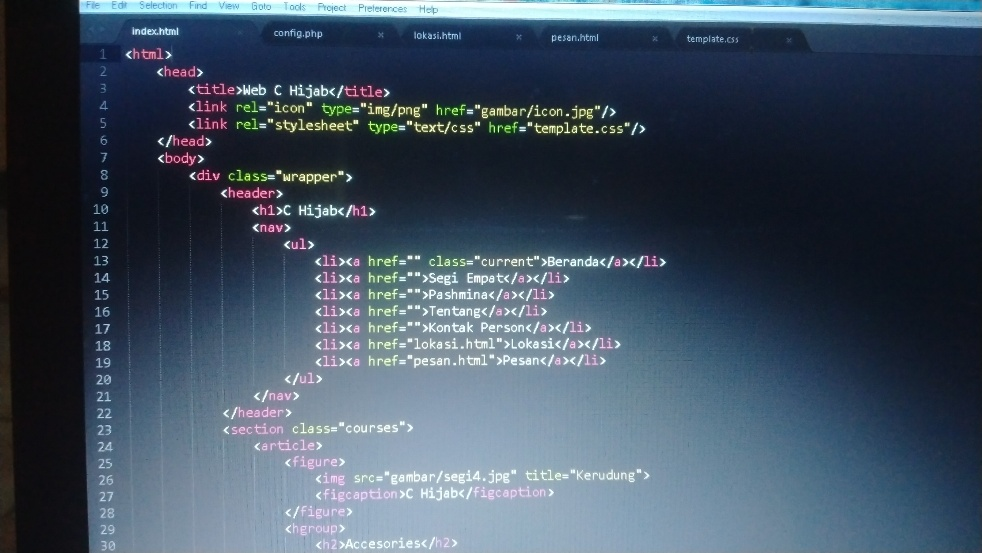 File Edit Selection Find View Goto Tools Project Preferences Help
index.html config.php × lokasi.html × pesan.html × template.css ×
1 <html>
2 <head>
3 <title>Web C Hijab</title>
4 <link rel="icon" type="img/png" href="gambar/icon.jpg"/>
5 <link rel="stylesheet" type="text/css" href="template.css"/>
6 </head>
7 <body>
8 <div class="wrapper">
9 <header>
10 <h1>C Hijab</h1>
11 <nav>
12 <ul>
13 <li><a href="" class="current">Beranda</a></li>
14 <li><a href="">Segi Empat</a></li>
15 <li><a href="">Pashmina</a></li>
16 <li><a href="">Tentang</a></li>
17 <li><a href="">Kontak Person</a></li>
18 <li><a href="lokasi.html">Lokasi</a></li>
19 <li><a href="pesan.html">Pesan</a></li>
20 </ul>
21 </nav>
22 </header>
23 <section class="courses">
24 <article>
25 <figure>
26 <img src="gambar/segi4.jpg" title="Kerudung">
27 <figcaption>C Hijab</figcaption>
28 </figure>
29 <hgroup>
30 <h2>Accesories</h2>